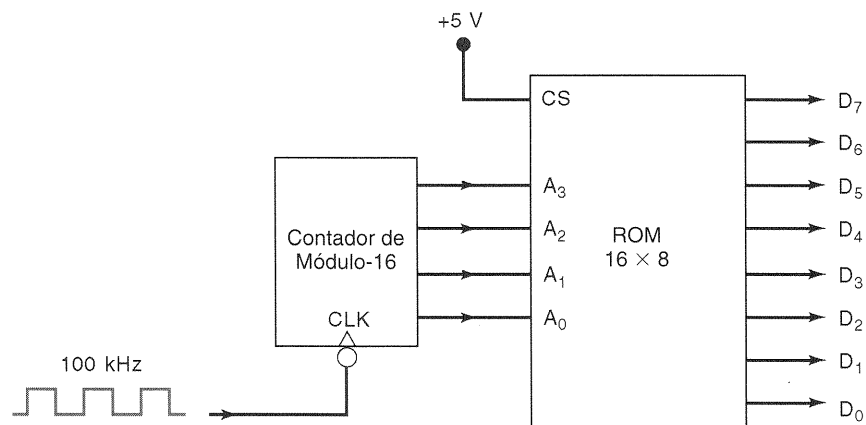 +5 V
CS
D₇
D₆
A₃
D₅
A₂
D₄
Contador de
Módulo-16
ROM
16 × 8
A₁
D₃
CLK
A₀
D₂
100 kHz
D₁
D₀